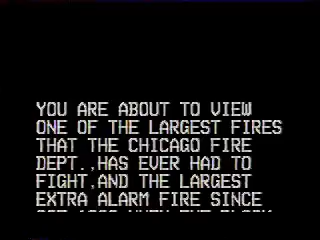 YOU ARE ABOUT TO VIEW
ONE OF THE LARGEST FIRES
THAT THE CHICAGO FIRE
DEPT.,HAS EVER HAD TO
FIGHT,AND THE LARGEST
EXTRA ALARM FIRE SINCE